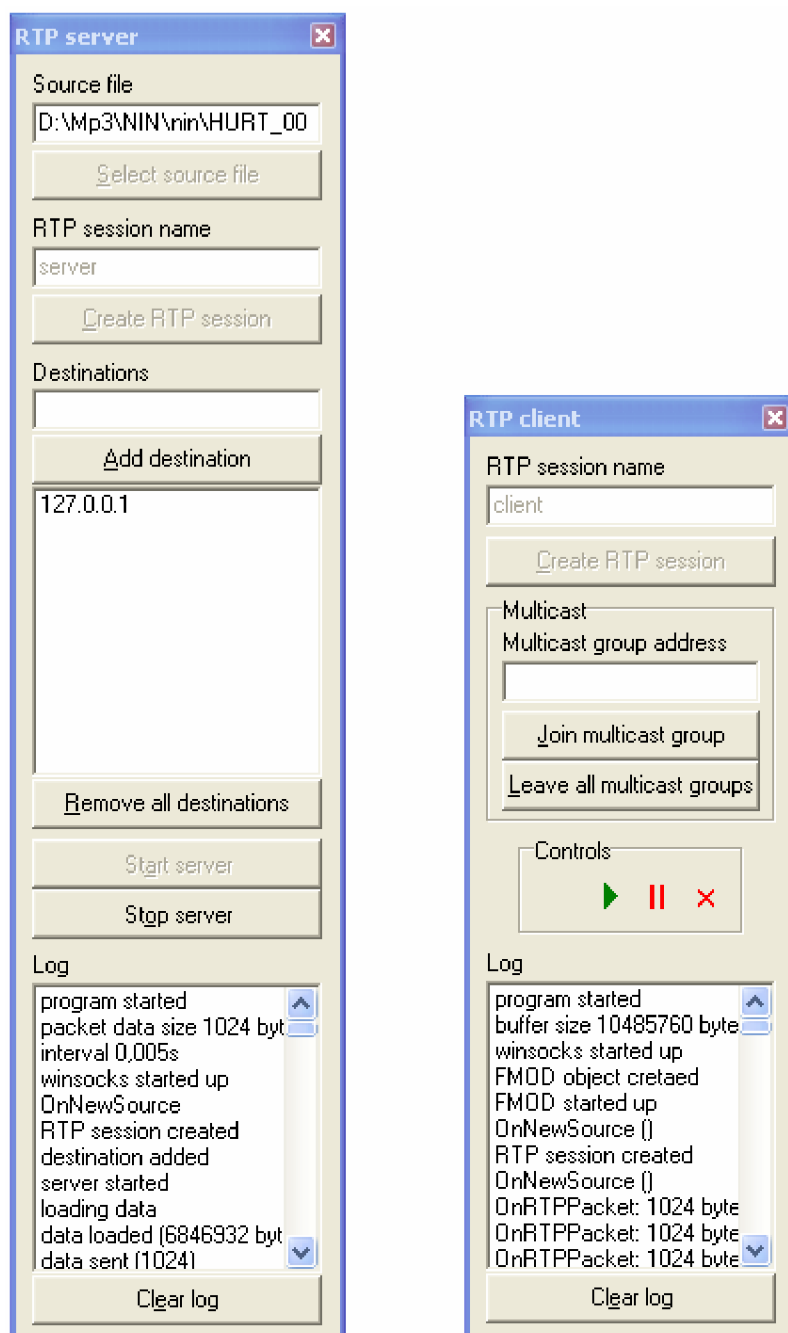 RTP server
Source file
D:\Mp3\NIN\nin\HURT_00
Select source file
RTP session name
server
Create RTP session
Destinations
Add destination
127.0.0.1
Remove all destinations
Start server
Stop server
Log
program started
packet data size 1024 byt
interval 0,005s
winsocks started up
OnNewSource
RTP session created
destination added
server started
loading data
data loaded (6846932 byt
data sent (1024)
Clear log
RTP client
RTP session name
client
Create RTP session
Multicast
Multicast group address
Join multicast group
Leave all multicast groups
Controls
Log
program started
buffer size 10485760 byte
winsocks started up
FMOD object cretaed
FMOD started up
OnNewSource ()
RTP session created
OnNewSource ()
OnRTPPacket: 1024 byte
OnRTPPacket: 1024 byte
OnRTPPacket: 1024 byte
Clear log